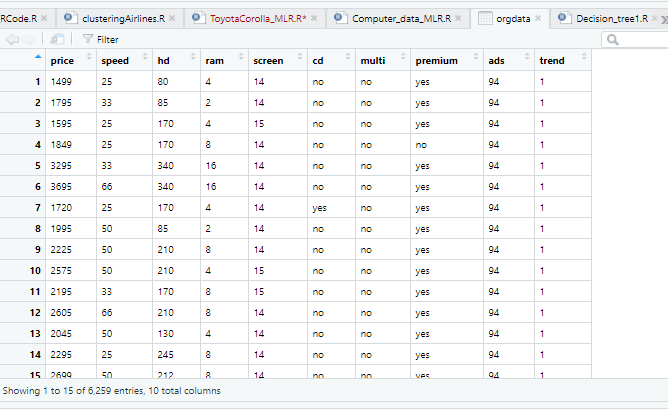 RCode.R clusteringAirlines.R ToyotaCorolla_MLR.R* Computer_data_MLR.R orgdata Decision_tree1.R
Filter
price speed hd ram screen cd multi premium ads trend
1 1499 25 80 4 14 no no yes 94 1
2 1795 33 85 2 14 no no yes 94 1
3 1595 25 170 4 15 no no yes 94 1
4 1849 25 170 8 14 no no no 94 1
5 3295 33 340 16 14 no no yes 94 1
6 3695 66 340 16 14 no no yes 94 1
7 1720 25 170 4 14 yes no yes 94 1
8 1995 50 85 2 14 no no yes 94 1
9 2225 50 210 8 14 no no yes 94 1
10 2575 50 210 4 15 no no yes 94 1
11 2195 33 170 8 15 no no yes 94 1
12 2605 66 210 8 14 no no yes 94 1
13 2045 50 130 4 14 no no yes 94 1
14 2295 25 245 8 14 no no yes 94 1
15 2699 50 212 8 14 no no yes 94 1
Showing 1 to 15 of 6,259 entries, 10 total columns